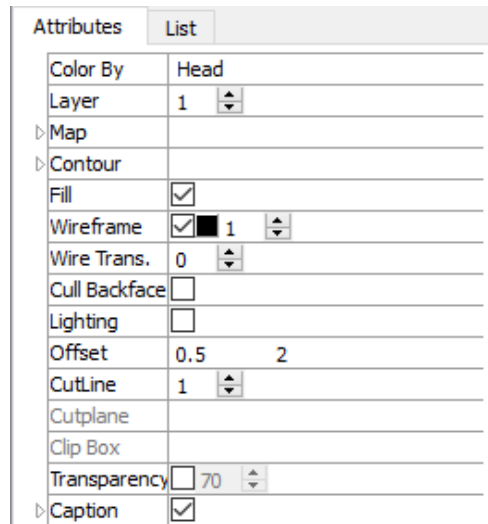 Attributes List
Color By Head
Layer 1
Map
Contour
Fill
Wireframe 1
Wire Trans. 0
Cull Backface
Lighting
Offset 0.5 2
CutLine 1
Cutplane
Clip Box
Transparency 70
Caption